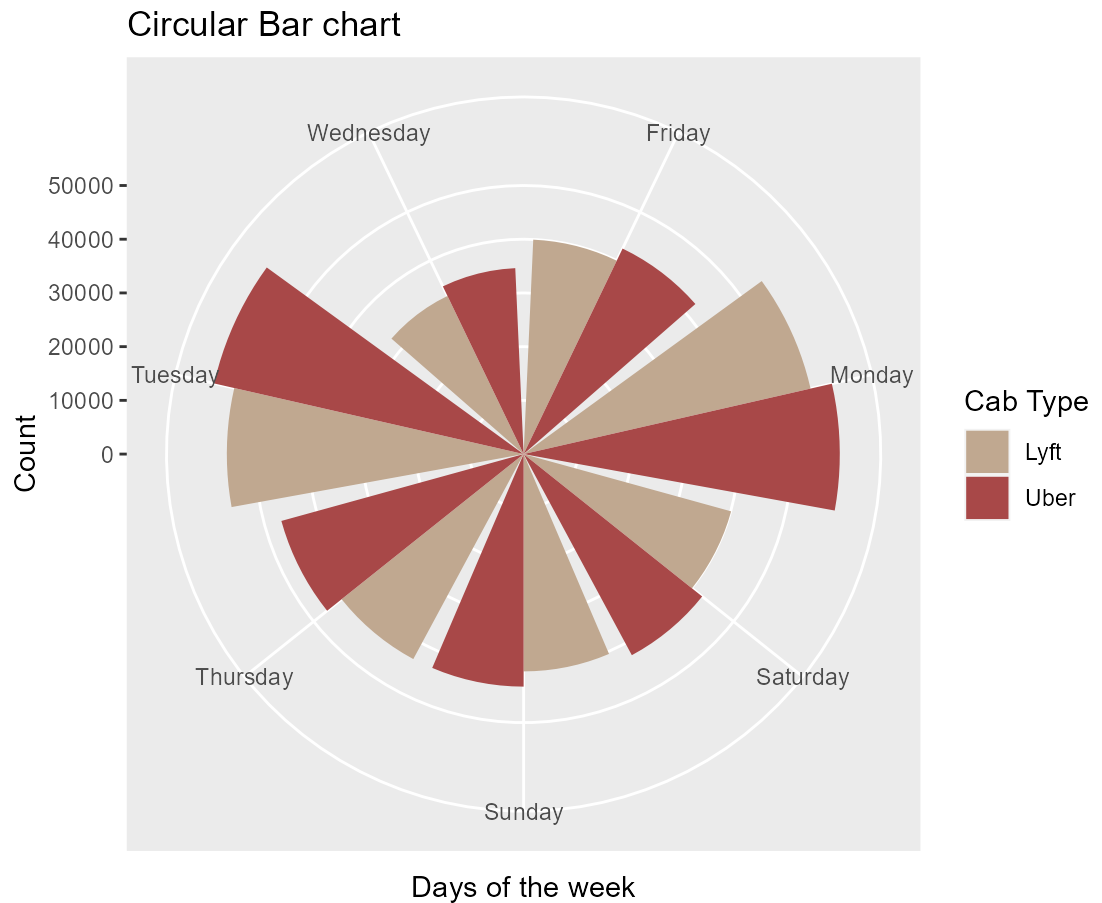 Circular Bar chart
Wednesday
Friday
50000
40000
30000
20000
10000
0
Tuesday
Monday
Thursday
Saturday
Sunday
Count
Days of the week
Cab Type
Lyft
Uber